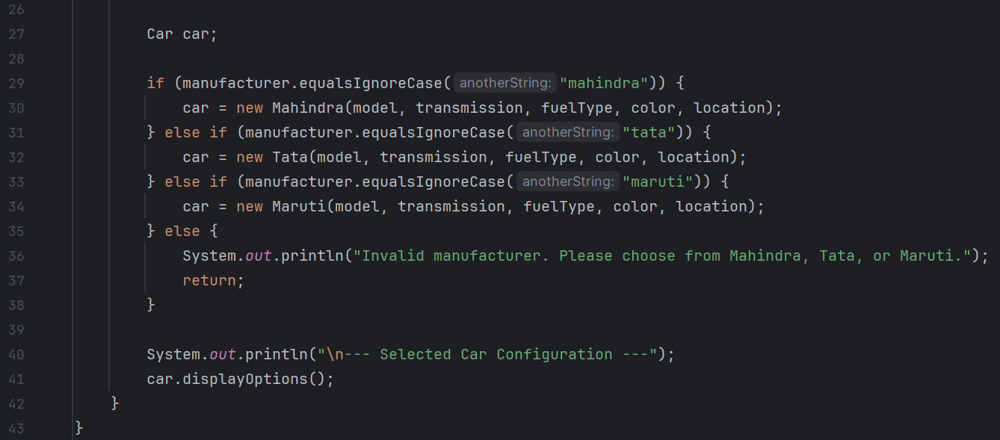 26
27 Car car;
28
29 if (manufacturer.equalsIgnoreCase( anotherString: "mahindra")) {
30 car = new Mahindra(model, transmission, fuelType, color, location);
31 } else if (manufacturer.equalsIgnoreCase( anotherString: "tata")) {
32 car = new Tata(model, transmission, fuelType, color, location);
33 } else if (manufacturer.equalsIgnoreCase( anotherString: "maruti")) {
34 car = new Maruti(model, transmission, fuelType, color, location);
35 } else {
36 System.out.println("Invalid manufacturer. Please choose from Mahindra, Tata, or Maruti.");
37 return;
38 }
39
40 System.out.println("\n--- Selected Car Configuration ---");
41 car.displayOptions();
42 }
43 }